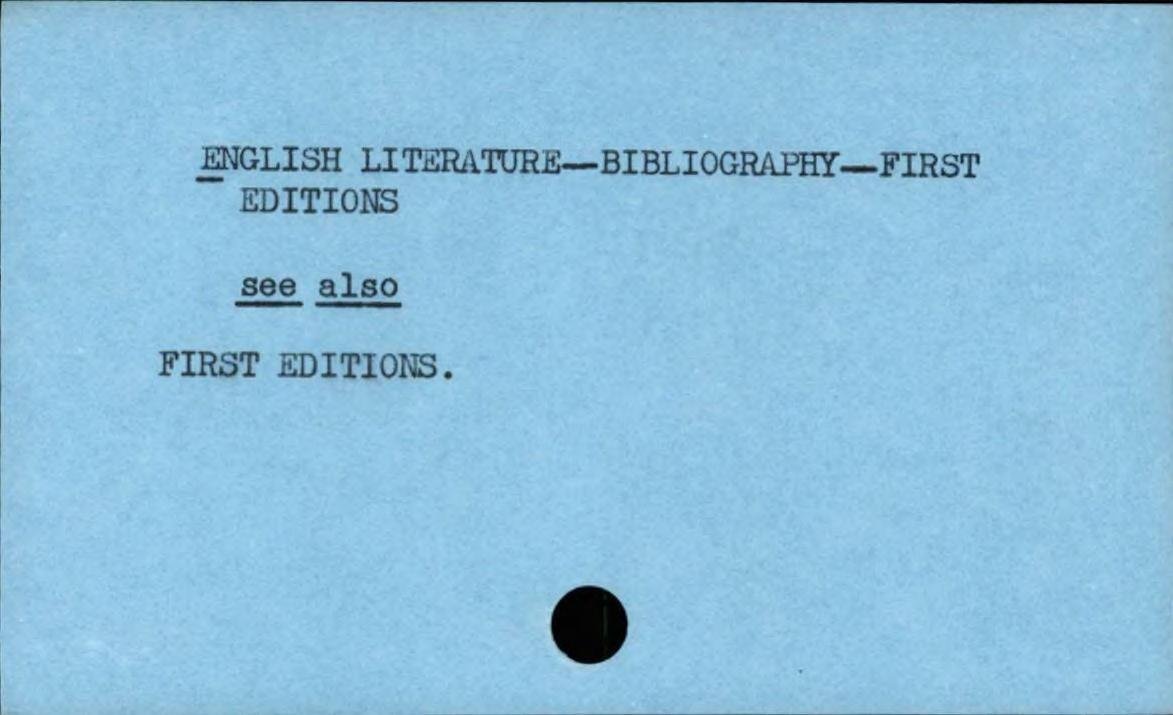 ENGLISH LITERATURE—BIBLIOGRAPHY—FIRST
EDITIONS
see also
FIRST EDITIONS.